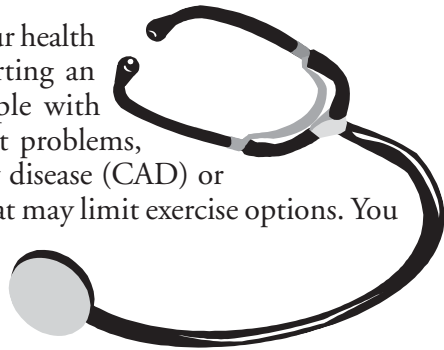 ur health
rting an
ple with
t problems,
disease (CAD) or
at may limit exercise options. You